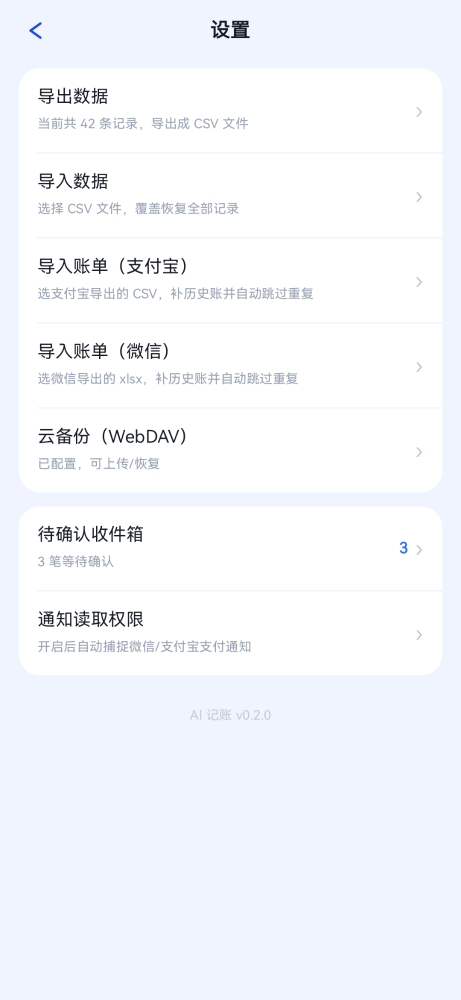 设置
导出数据
当前共 42 条记录，导出成 CSV 文件
导入数据
选择 CSV 文件，覆盖恢复全部记录
导入账单（支付宝）
选支付宝导出的 CSV，补历史账并自动跳过重复
导入账单（微信）
选微信导出的 xlsx，补历史账并自动跳过重复
云备份（WebDAV）
已配置，可上传/恢复
待确认收件箱
3
3 笔等待确认
通知读取权限
开启后自动捕捉微信/支付宝支付通知
AI 记账 v0.2.0